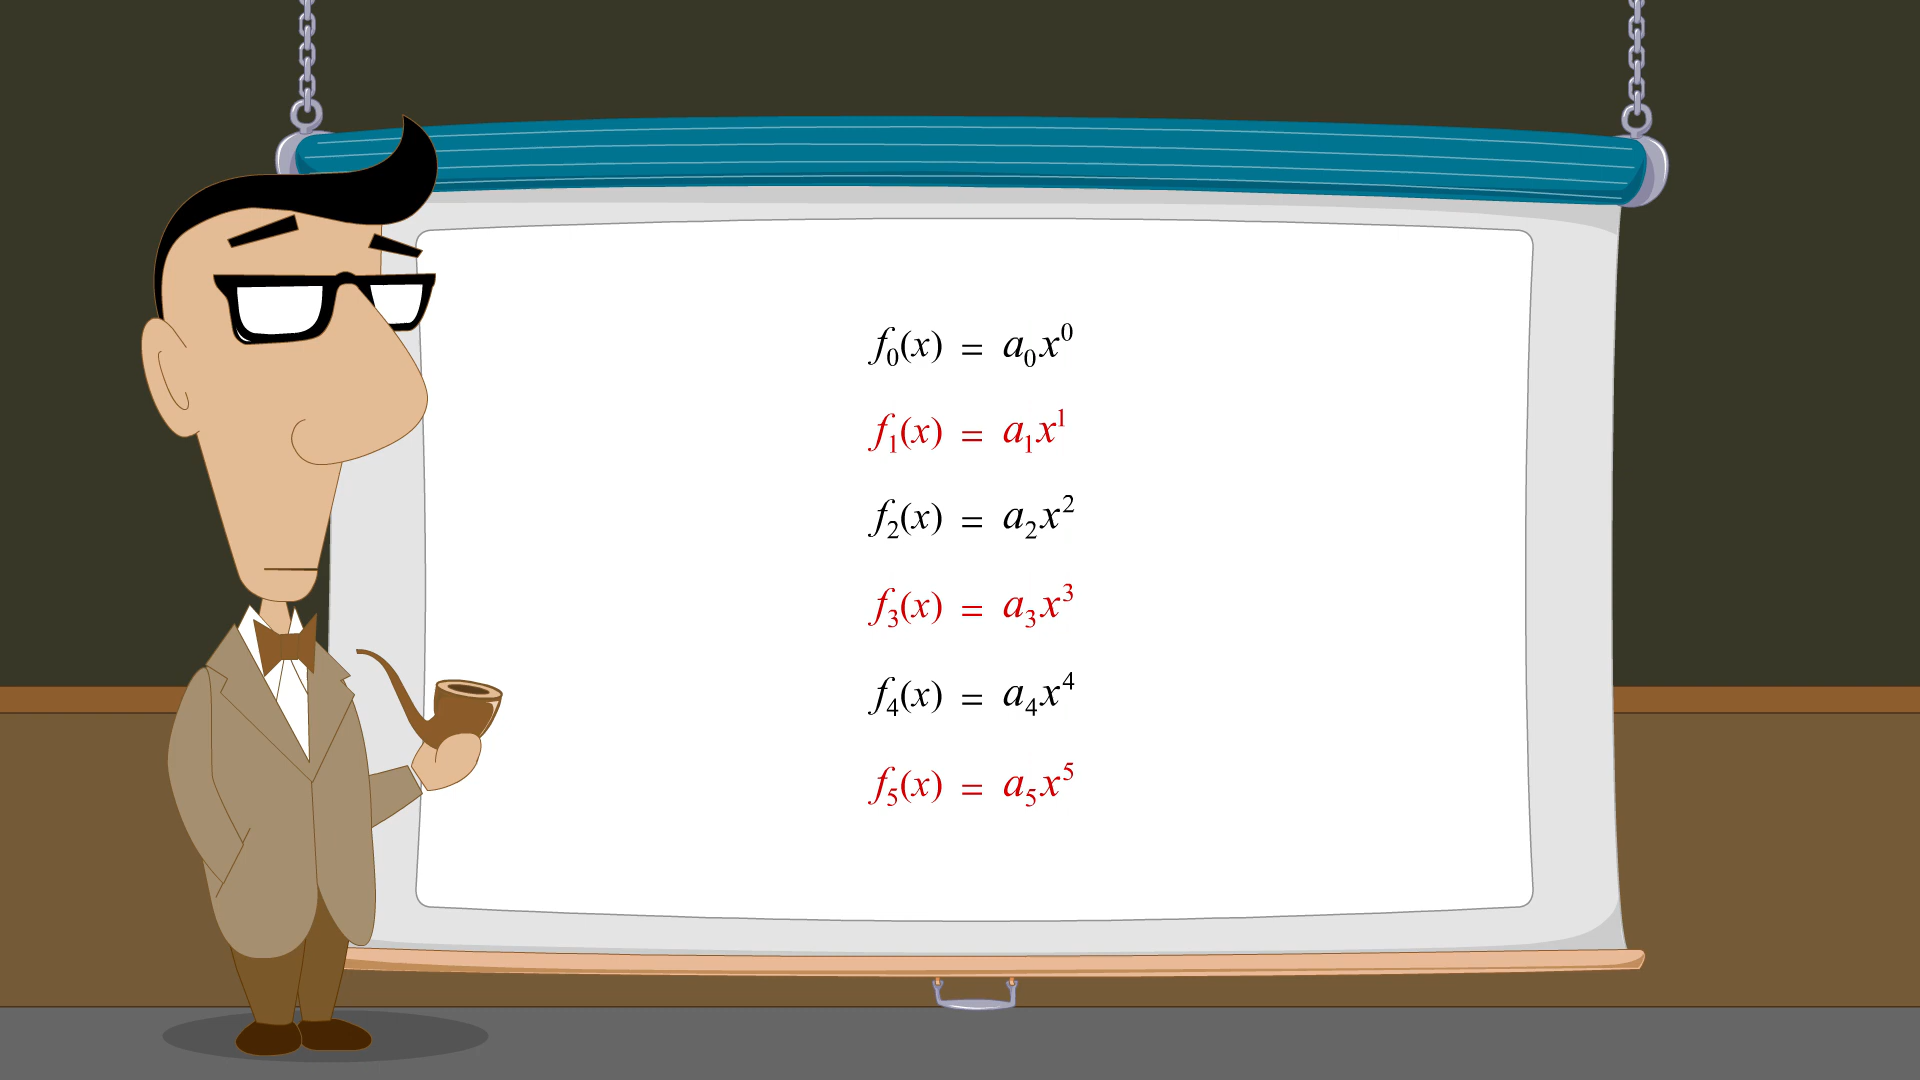 f₀(x) = a₀x⁰
f₁(x) = a₁x¹
f₂(x) = a₂x²
f₃(x) = a₃x³
f₄(x) = a₄x⁴
f₅(x) = a₅x⁵